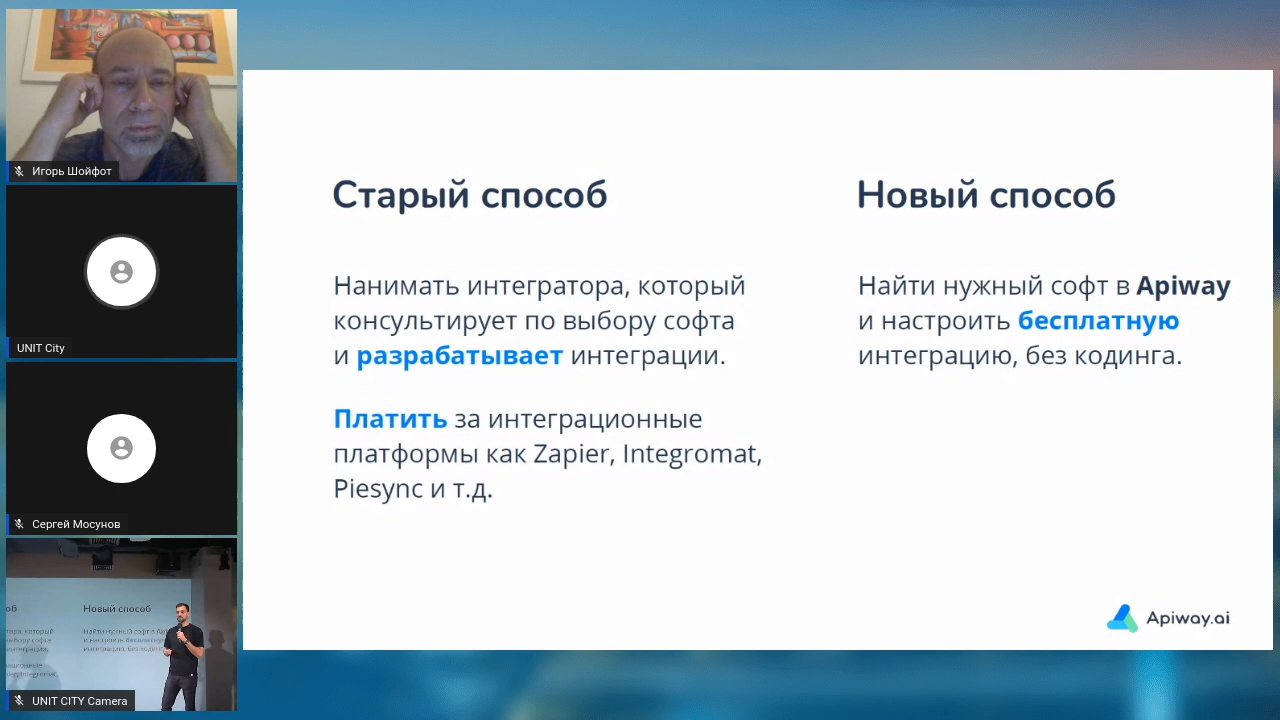 Игорь Шойфот
UNIT City
Сергей Мосунов
Новый способ
UNIT CITY Camera
Старый способ
Нанимать интегратора, который
консультирует по выбору софта
и разрабатывает интеграции.
Платить за интеграционные
платформы как Zapier, Integromat,
Piesync и т.д.
Новый способ
Найти нужный софт в Apiway
и настроить бесплатную
интеграцию, без кодинга.
Apiway.ai